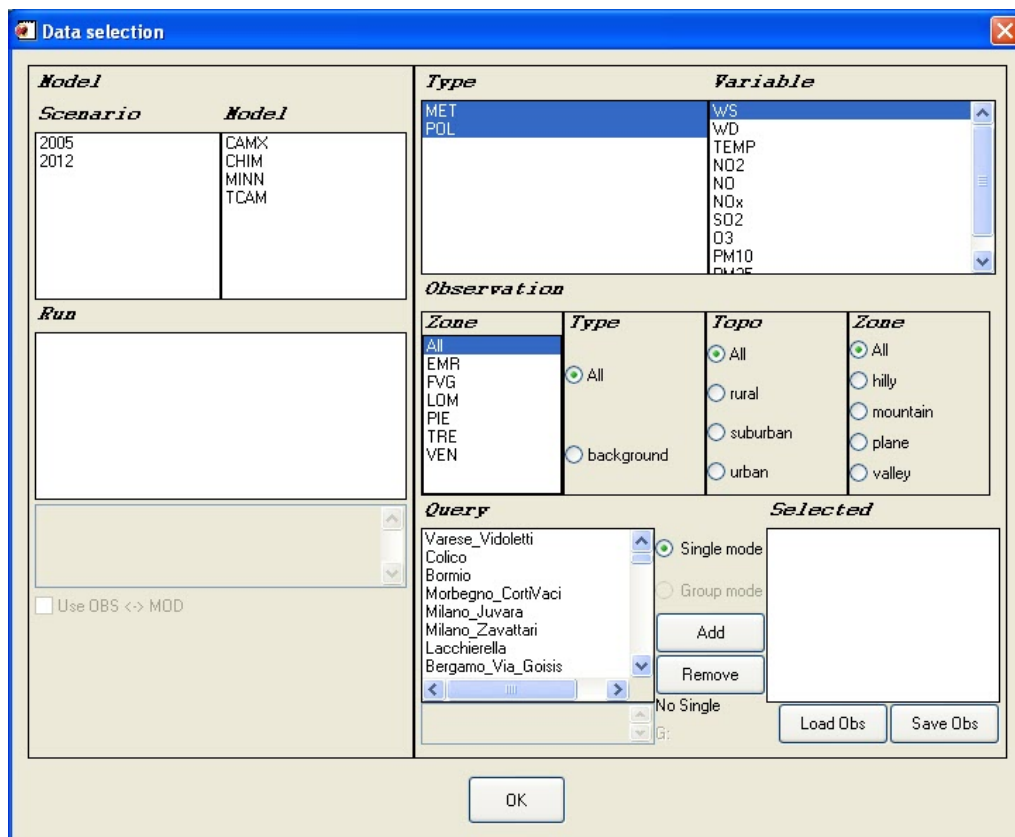 Data selection
Model
Scenario Model
2005
2012
CAMX
CHIM
MINN
TCAM
Run
Use OBS <-> MOD
Type Variable
MET
POL
WS
WD
TEMP
NO2
NO
NOx
SO2
O3
PM10
Observation
Zone Type Topo Zone
All
EMR
FVG
LOM
PIE
TRE
VEN
All
background
All
rural
suburban
urban
All
hilly
mountain
plane
valley
Query Selected
Varese_Vidoletti
Colico
Bormio
Morbegno_CortiVaci
Milano_Juvara
Milano_Zavattari
Lacchierella
Bergamo_Via_Goisis
Single mode
Group mode
Add
Remove
No Single
G:
Load Obs Save Obs
OK